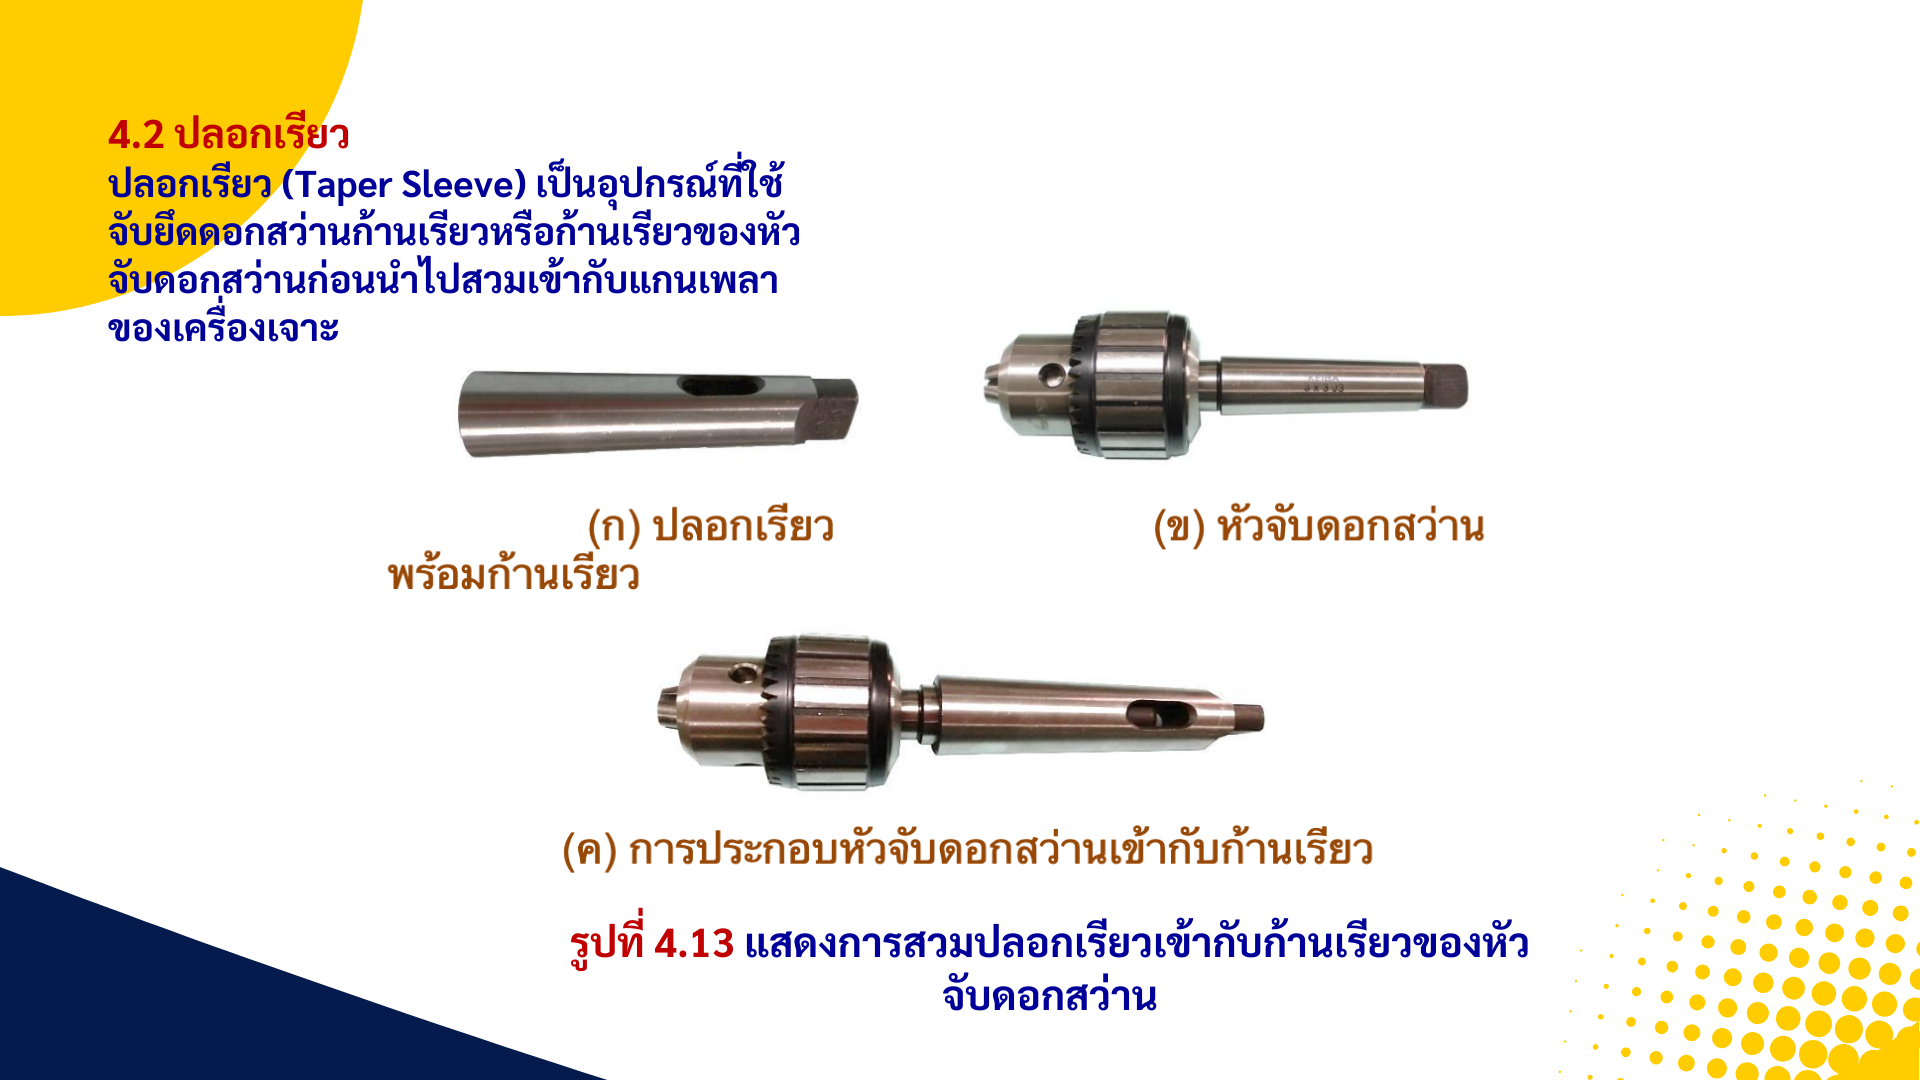 4.2 ปลอกเรียว
ปลอกเรียว (Taper Sleeve) เป็นอุปกรณ์ที่ใช้
จับยึดดอกสว่านก้านเรียวหรือก้านเรียวของหัว
จับดอกสว่านก่อนนำไปสวมเข้ากับแกนเพลา
ของเครื่องเจาะ
(ก) ปลอกเรียว (ข) หัวจับดอกสว่าน
พร้อมก้านเรียว
(ค) การประกอบหัวจับดอกสว่านเข้ากับก้านเรียว
รูปที่ 4.13 แสดงการสวมปลอกเรียวเข้ากับก้านเรียวของหัว
จับดอกสว่าน